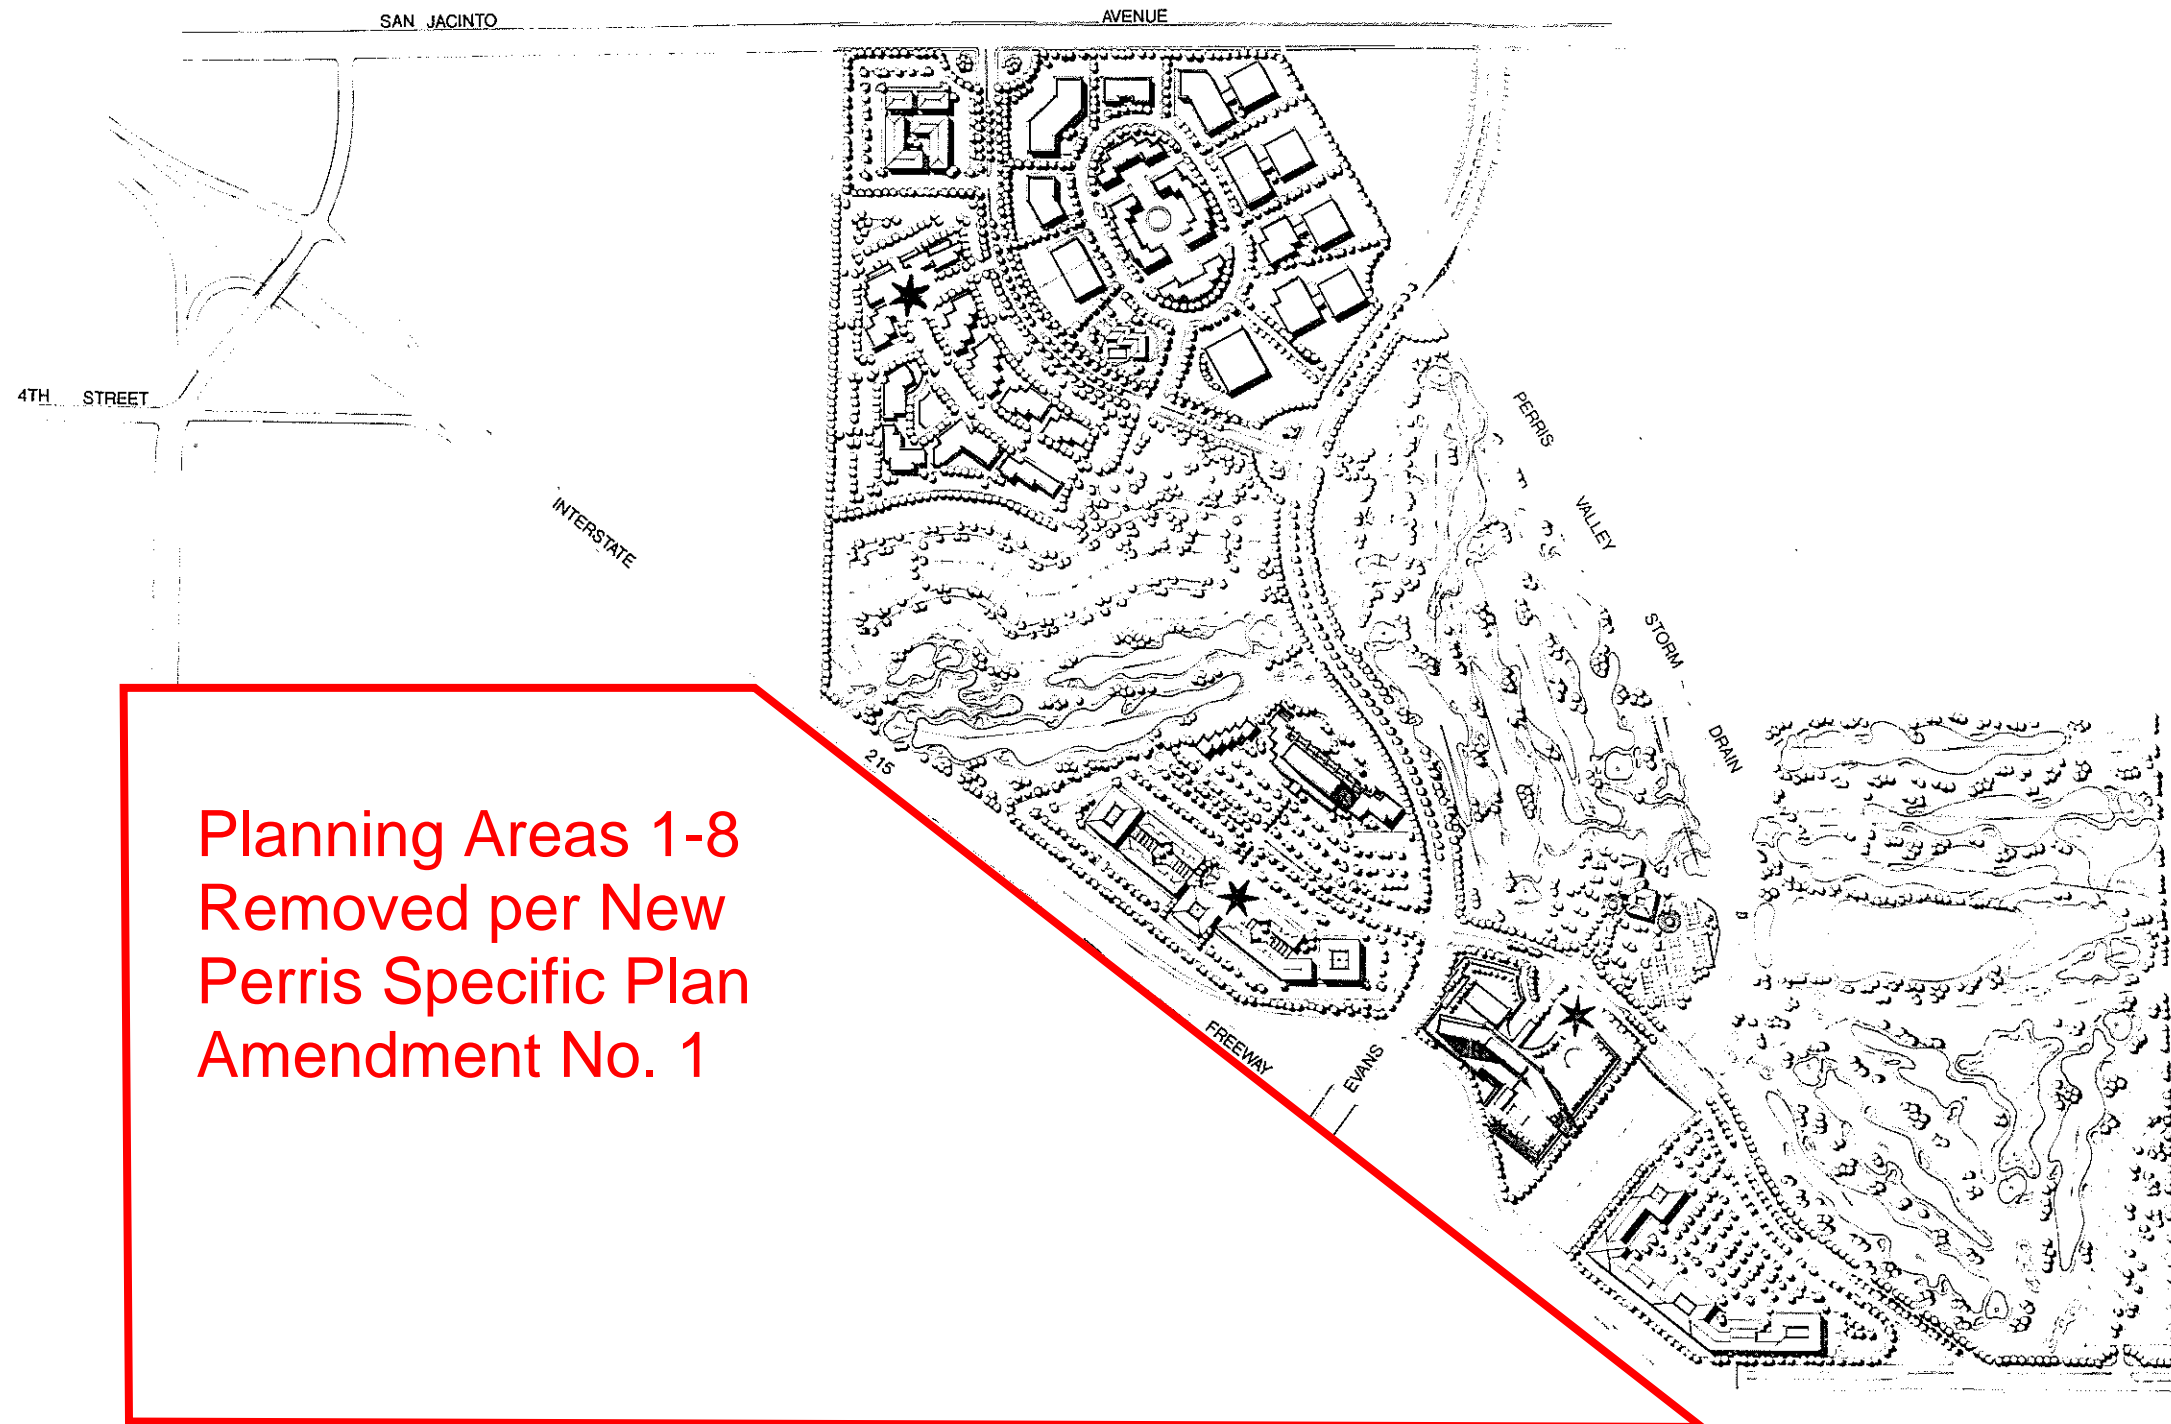 SAN JACINTO AVENUE
4TH STREET
INTERSTATE
215
FREEWAY
EVANS
PERRIS
VALLEY
STORM
DRAIN
Planning Areas 1-8
Removed per New
Perris Specific Plan
Amendment No. 1